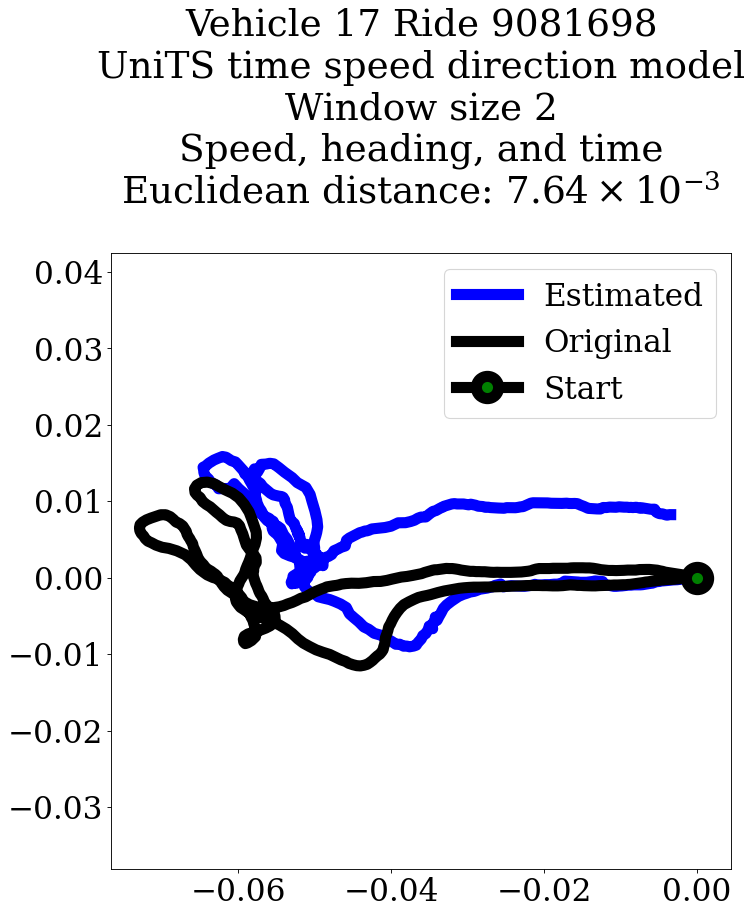 Vehicle 17 Ride 9081698
UniTS time speed direction model
Window size 2
Speed, heading, and time
Euclidean distance: 7.64 × 10⁻³
Estimated
Original
Start
0.04
0.03
0.02
0.01
0.00
−0.01
−0.02
−0.03
−0.06 −0.04 −0.02 0.00